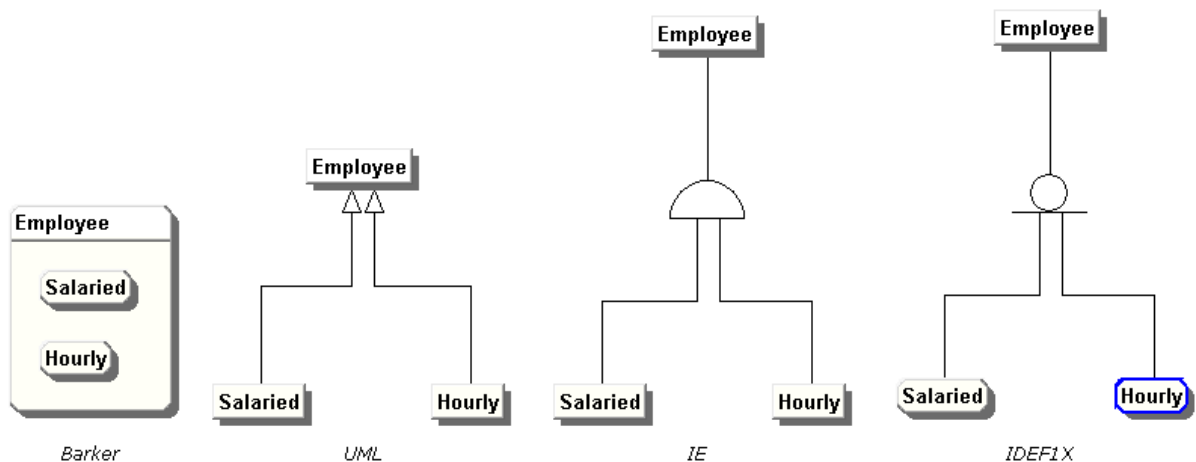 Employee
Salaried
Hourly
Barker
Employee
Salaried
Hourly
UML
Employee
Salaried
Hourly
IE
Employee
Salaried
Hourly
IDEF1X